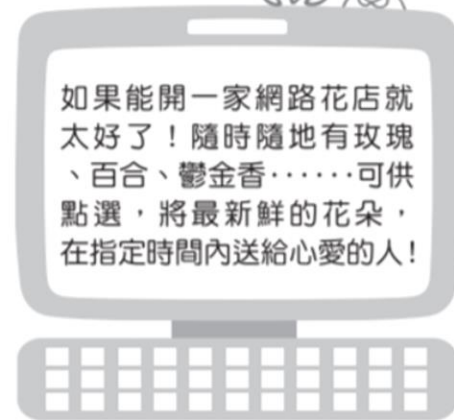 如果能開一家網路花店就
太好了！隨時隨地有玫瑰
、百合、鬱金香……可供
點選，將最新鮮的花朵，
在指定時間內送給心愛的人！